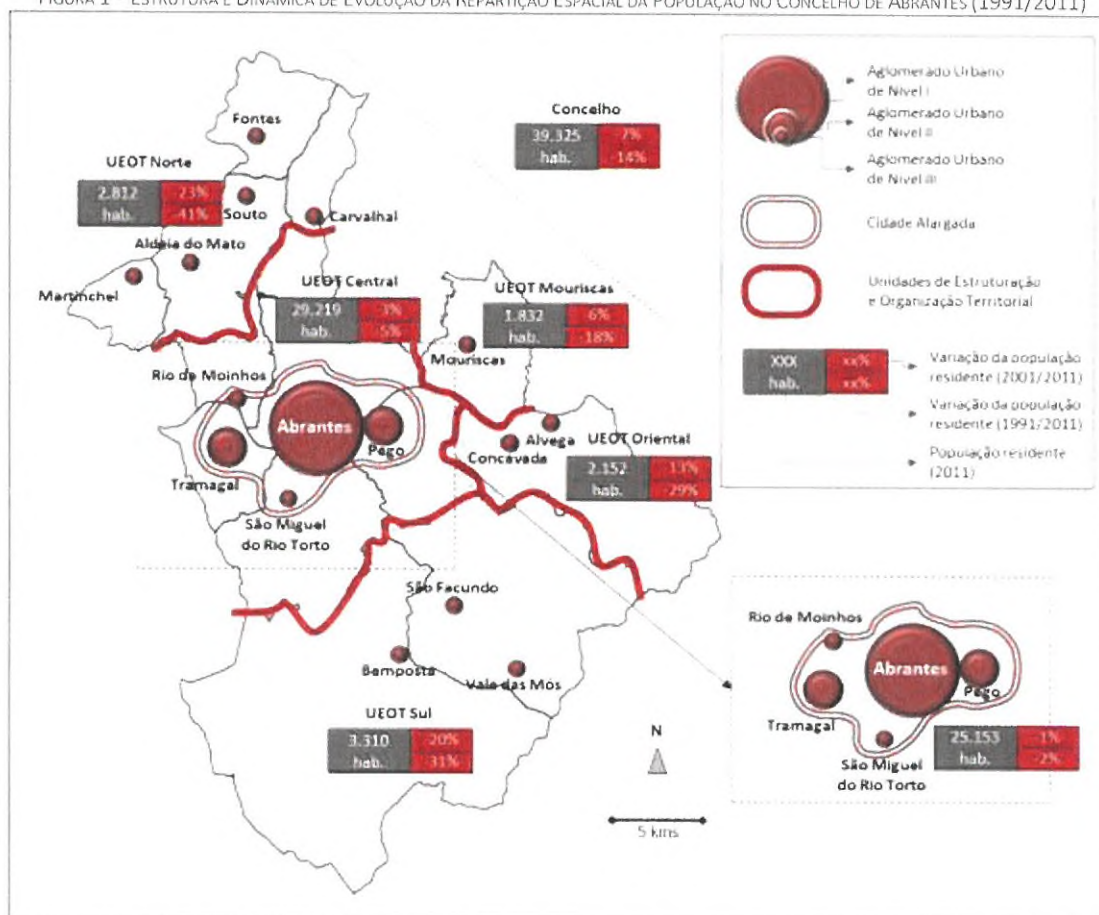 FIGURA 1 – ESTRUTURA E DINÂMICA DE EVOLUÇÃO DA REPARTIÇÃO ESPACIAL DA POPULAÇÃO NO CONCELHO DE ABRANTES (1991/2011)
Fontes
Concelho
39.325 hab.
7%
-14%
UEOT Norte
2.812 hab.
-23%
-41%
Souto
Carvalhal
Aldeia do Mato
Martinchel
UEOT Central
29.219 hab.
-3%
-5%
UEOT Mouriscas
1.832 hab.
-6%
-18%
Mouriscas
Rio de Moinhos
Abrantes
Pego
Tramagal
São Miguel
do Rio Torto
Alvega
Concavada
UEOT Oriental
2.152 hab.
-13%
-29%
São Facundo
Bemposta
Vale das Mós
UEOT Sul
3.310 hab.
-20%
-31%
N
5 kms
Aglomerado Urbano
de Nível I
Aglomerado Urbano
de Nível II
Aglomerado Urbano
de Nível III
Cidade Alargada
Unidades de Estruturação
e Organização Territorial
XXX hab.
xx%
xx%
Variação da população
residente (2001/2011)
Variação da população
residente (1991/2011)
População residente
(2011)
Rio de Moinhos
Abrantes
Pego
Tramagal
São Miguel
do Rio Torto
25.153 hab.
-1%
-2%